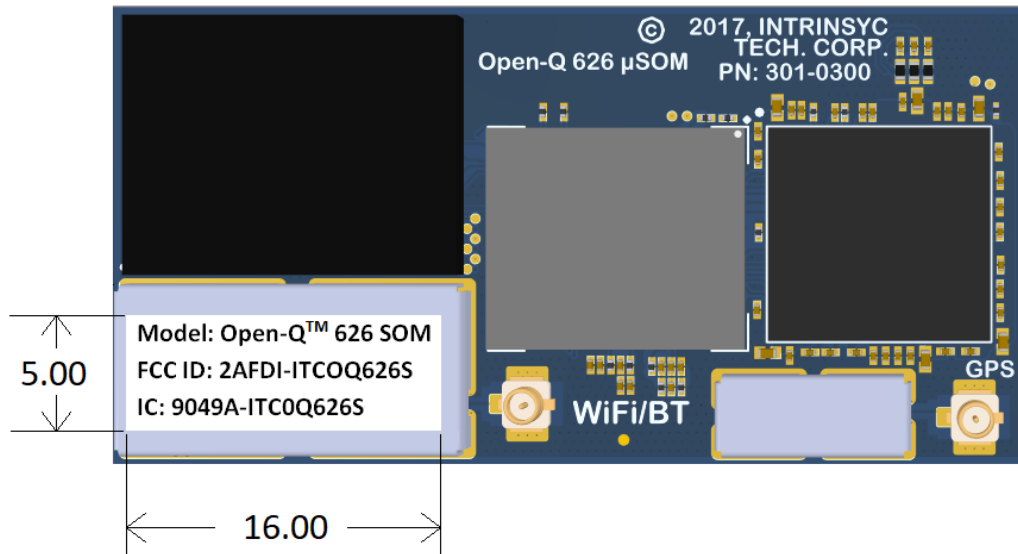 © 2017, INTRINSYC
TECH. CORP.
Open-Q 626 µSOM
PN: 301-0300
Model: Open-Q™ 626 SOM
FCC ID: 2AFDI-ITCOQ626S
IC: 9049A-ITC0Q626S
5.00
16.00
WiFi/BT
GPS